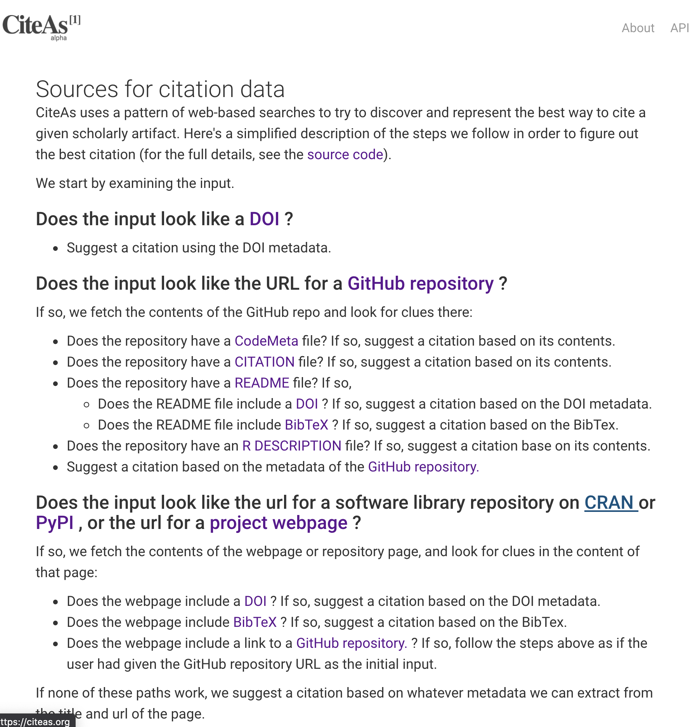 CiteAs[1]
alpha
About API
Sources for citation data
CiteAs uses a pattern of web-based searches to try to discover and represent the best way to cite a
given scholarly artifact. Here's a simplified description of the steps we follow in order to figure out
the best citation (for the full details, see the source code).
We start by examining the input.
Does the input look like a DOI ?
• Suggest a citation using the DOI metadata.
Does the input look like the URL for a GitHub repository ?
If so, we fetch the contents of the GitHub repo and look for clues there:
• Does the repository have a CodeMeta file? If so, suggest a citation based on its contents.
• Does the repository have a CITATION file? If so, suggest a citation based on its contents.
• Does the repository have a README file? If so,
◦ Does the README file include a DOI ? If so, suggest a citation based on the DOI metadata.
◦ Does the README file include BibTeX ? If so, suggest a citation based on the BibTex.
• Does the repository have an R DESCRIPTION file? If so, suggest a citation base on its contents.
• Suggest a citation based on the metadata of the GitHub repository.
Does the input look like the url for a software library repository on CRAN or
PyPI , or the url for a project webpage ?
If so, we fetch the contents of the webpage or repository page, and look for clues in the content of
that page:
• Does the webpage include a DOI ? If so, suggest a citation based on the DOI metadata.
• Does the webpage include BibTeX ? If so, suggest a citation based on the BibTex.
• Does the webpage include a link to a GitHub repository. ? If so, follow the steps above as if the
user had given the GitHub repository URL as the initial input.
If none of these paths work, we suggest a citation based on whatever metadata we can extract from
the title and url of the page.
ttps://citeas.org